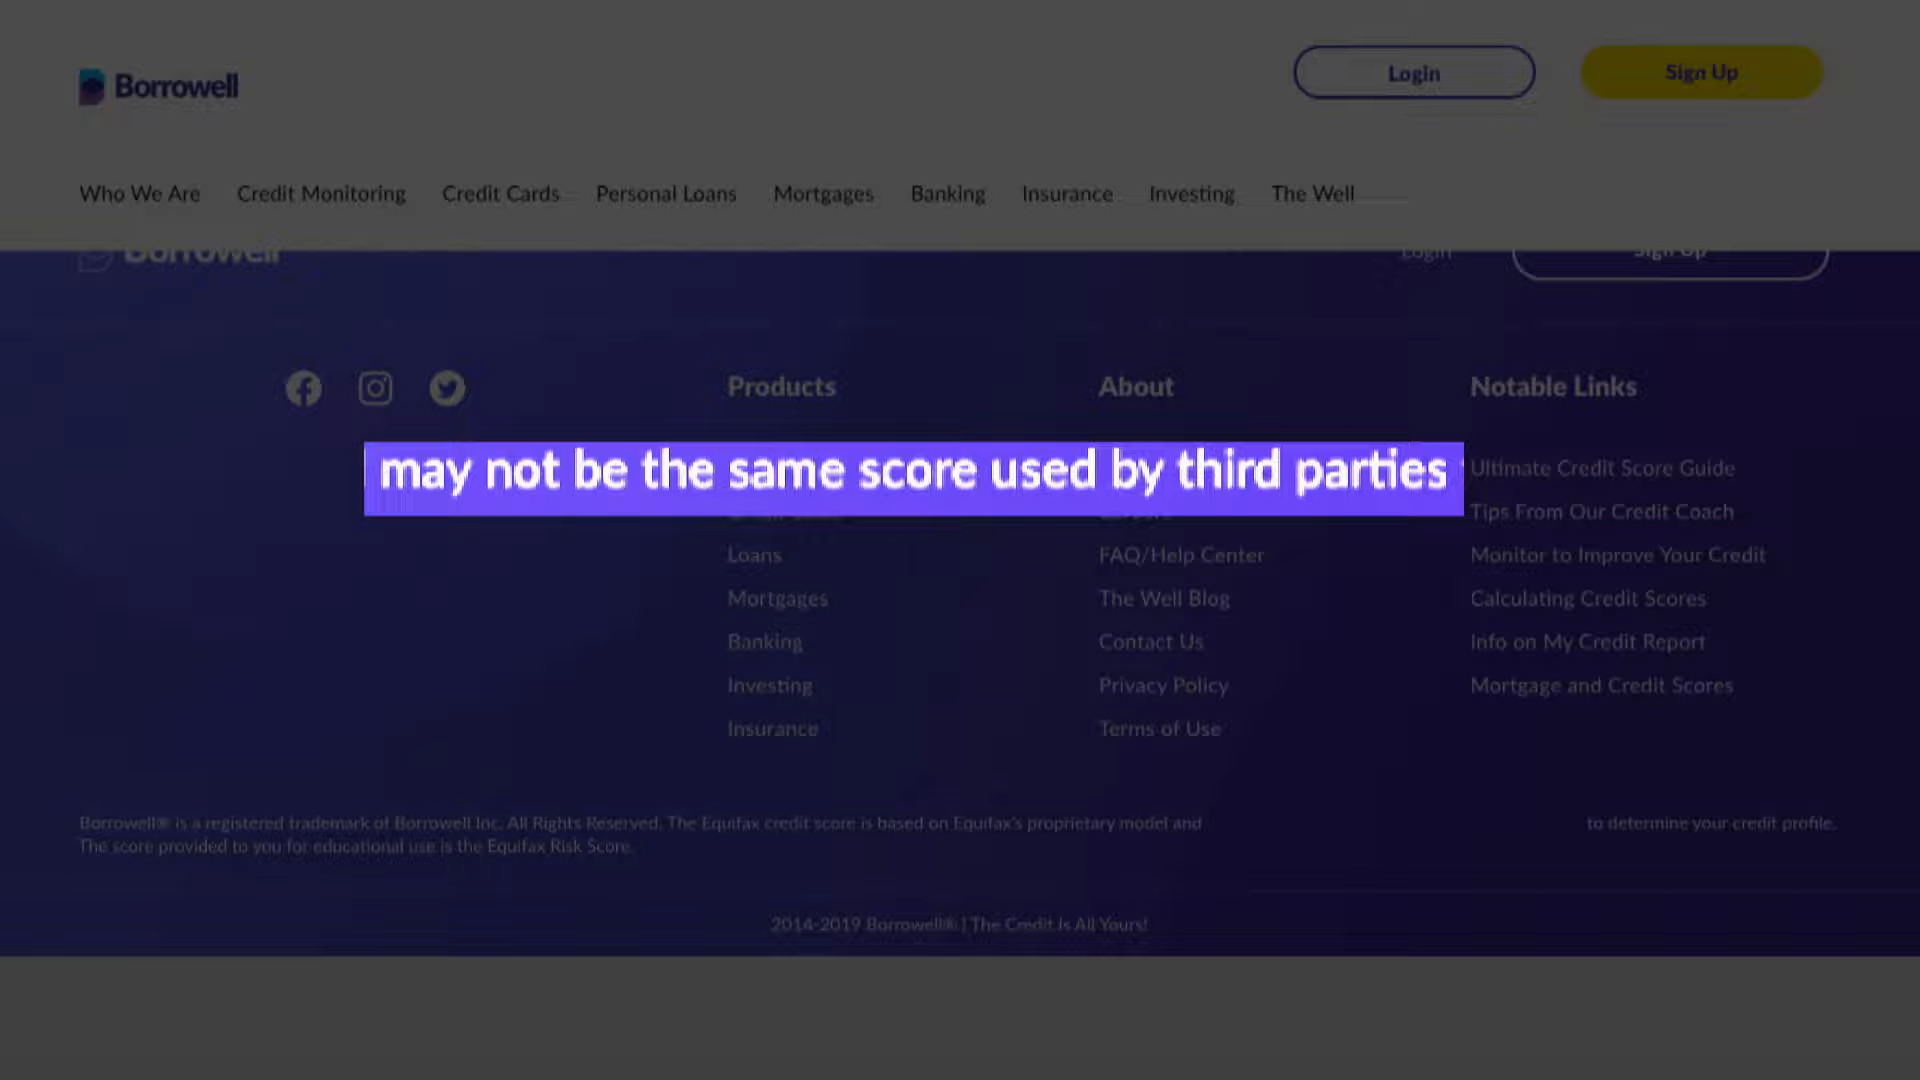 Borrowell
Login
Sign Up
Who We Are Credit Monitoring Credit Cards Personal Loans Mortgages Banking Insurance Investing The Well
Borrowell
Login
Sign Up
Products
About
Notable Links
may not be the same score used by third parties
Ultimate Credit Score Guide
Tips From Our Credit Coach
Loans
FAQ/Help Center
Monitor to Improve Your Credit
Mortgages
The Well Blog
Calculating Credit Scores
Banking
Contact Us
Info on My Credit Report
Investing
Privacy Policy
Mortgage and Credit Scores
Insurance
Terms of Use
Borrowell® is a registered trademark of Borrowell Inc. All Rights Reserved. The Equifax credit score is based on Equifax's proprietary model and
to determine your credit profile.
The score provided to you for educational use is the Equifax Risk Score.
2014-2019 Borrowell® | The Credit Is All Yours!